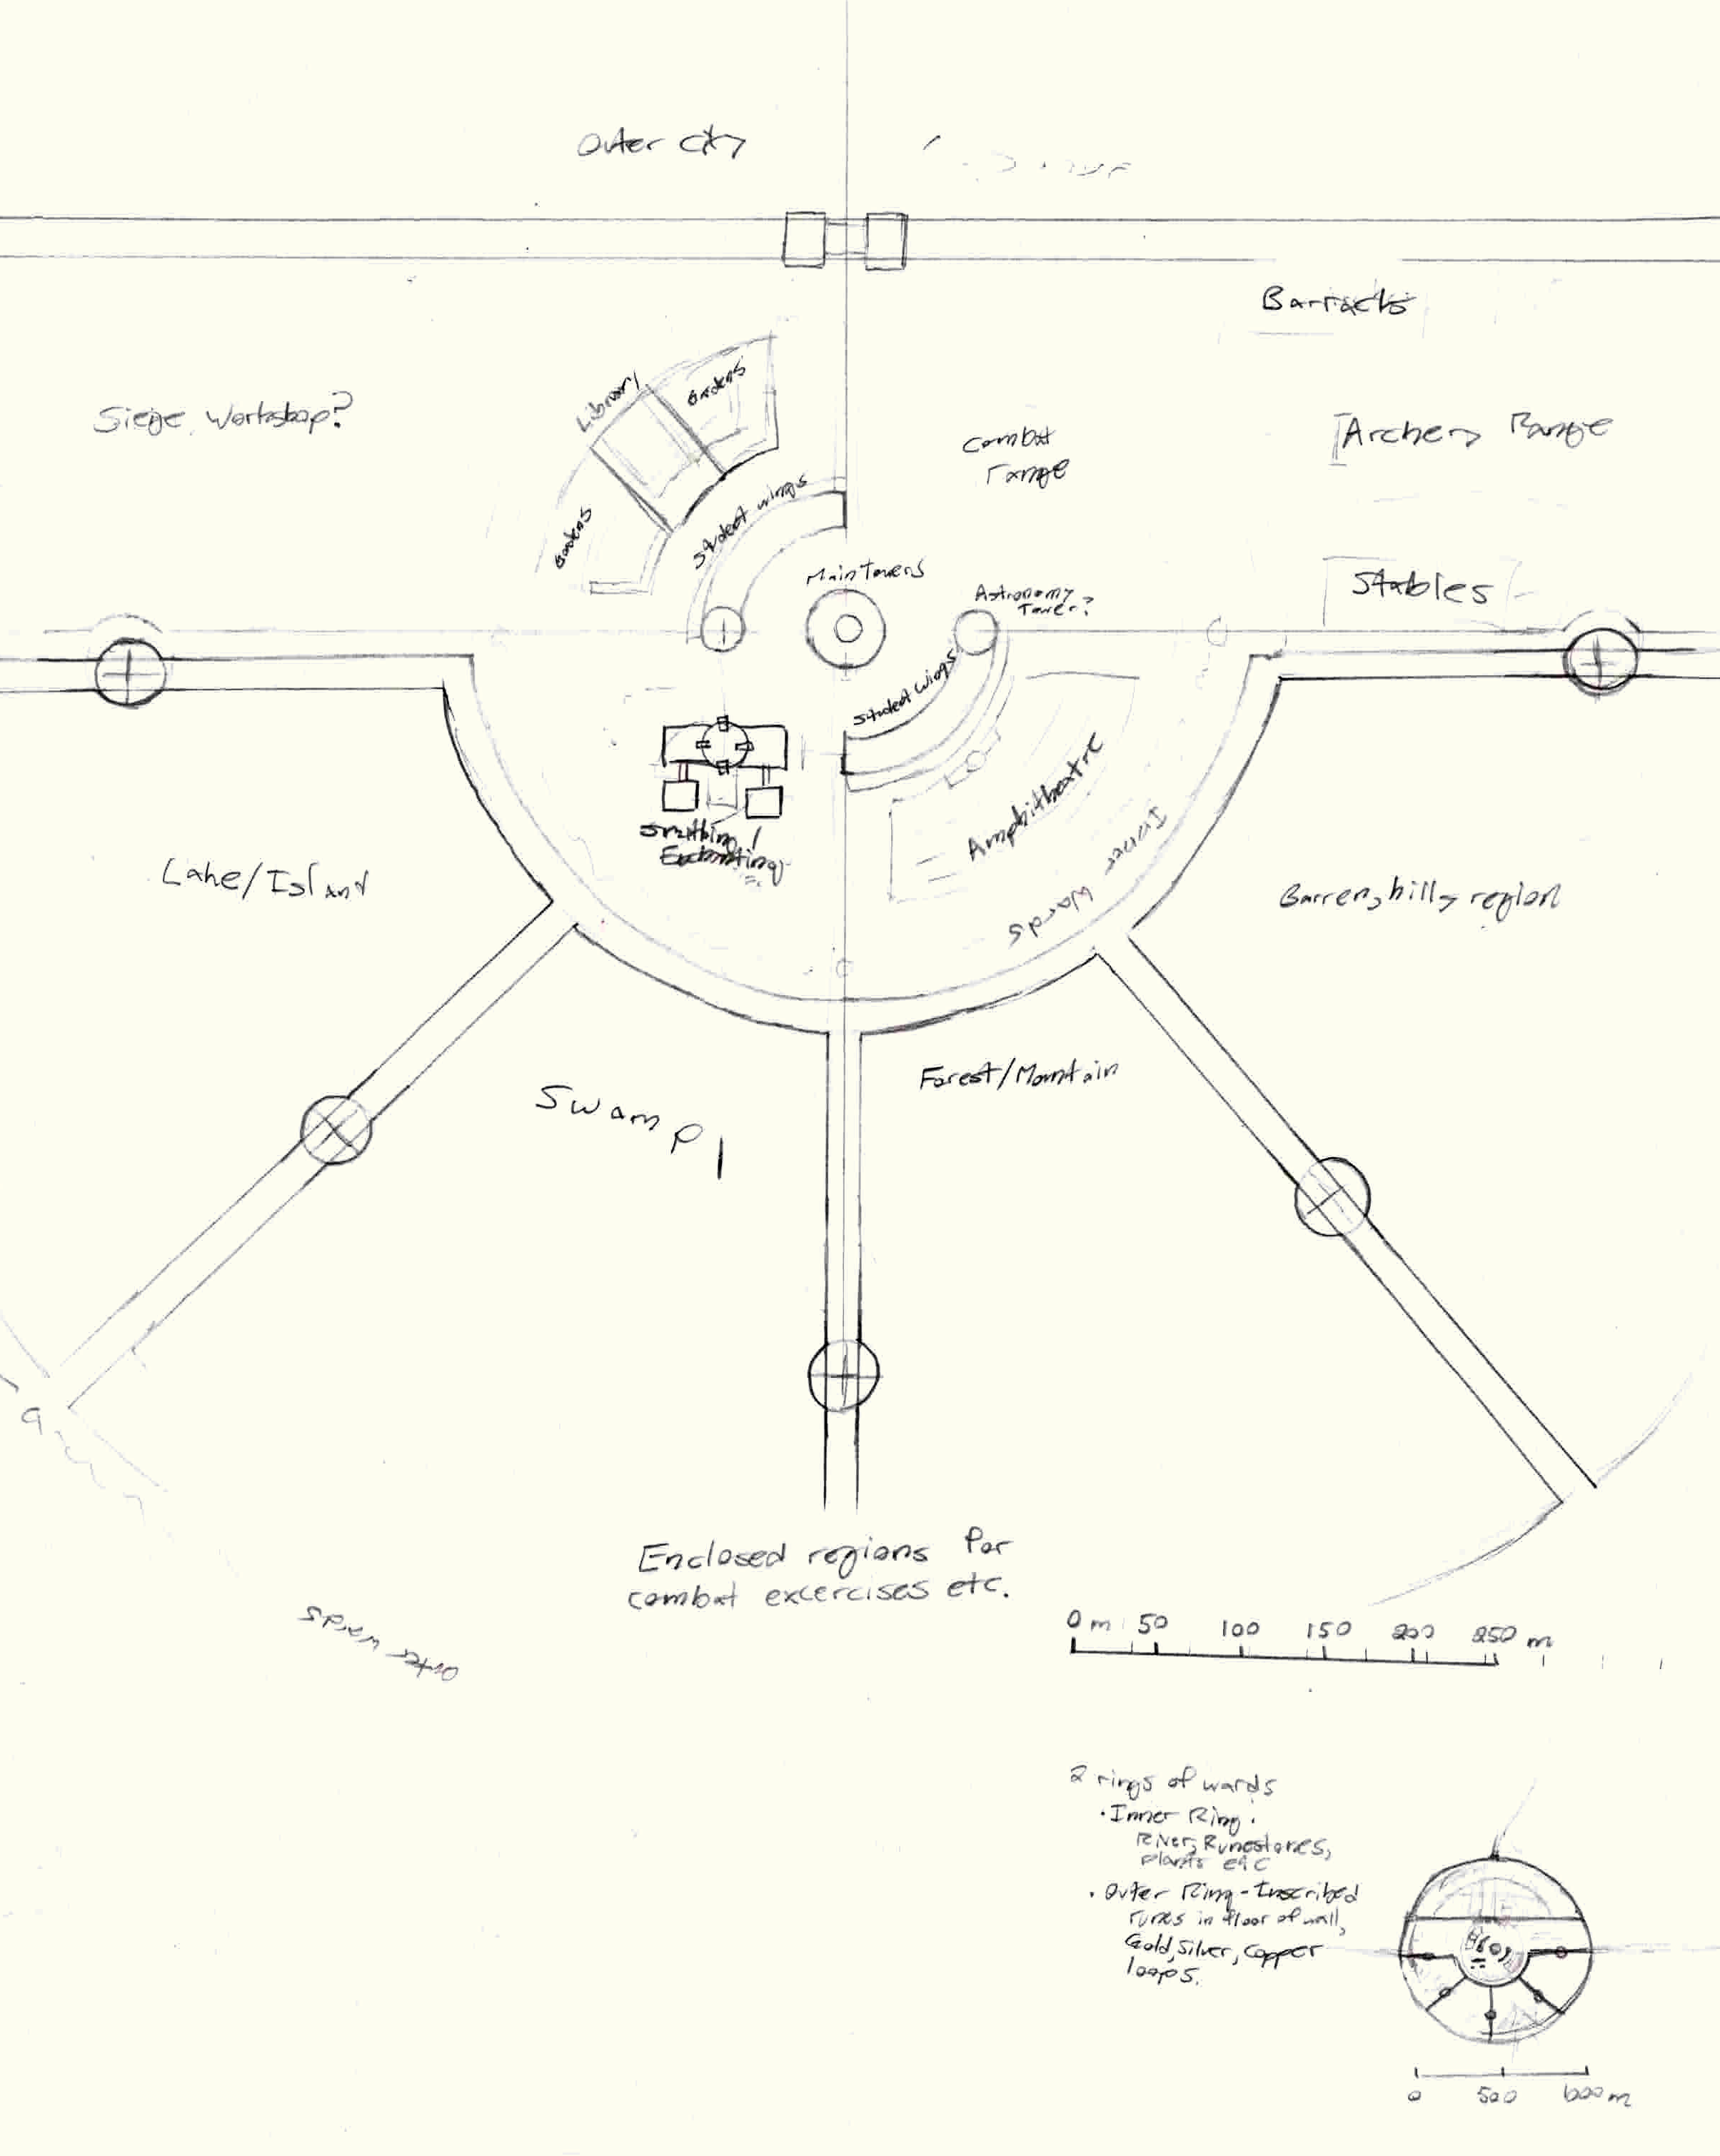 Outer City
Barracks
Siege Workshop?
Library
Gardens
Combat
range
Archery Range
Gardens
Student wings
Main Towers
Astronomy
Tower?
Stables
Student wings
Smithing/
Enchanting
Amphitheatre
Inner
Wards
Lake/Island
Barren, hilly region
Swamp
Forest/Mountain
Enclosed regions for
combat excercises etc.
outer wards
0 m 50 100 150 200 250 m
2 rings of wards
• Inner Ring:
River, Runestones,
plants etc
• Outer Ring - Inscribed
runes in floor of wall,
Gold, Silver, Copper
loops.
0 500 1000 m